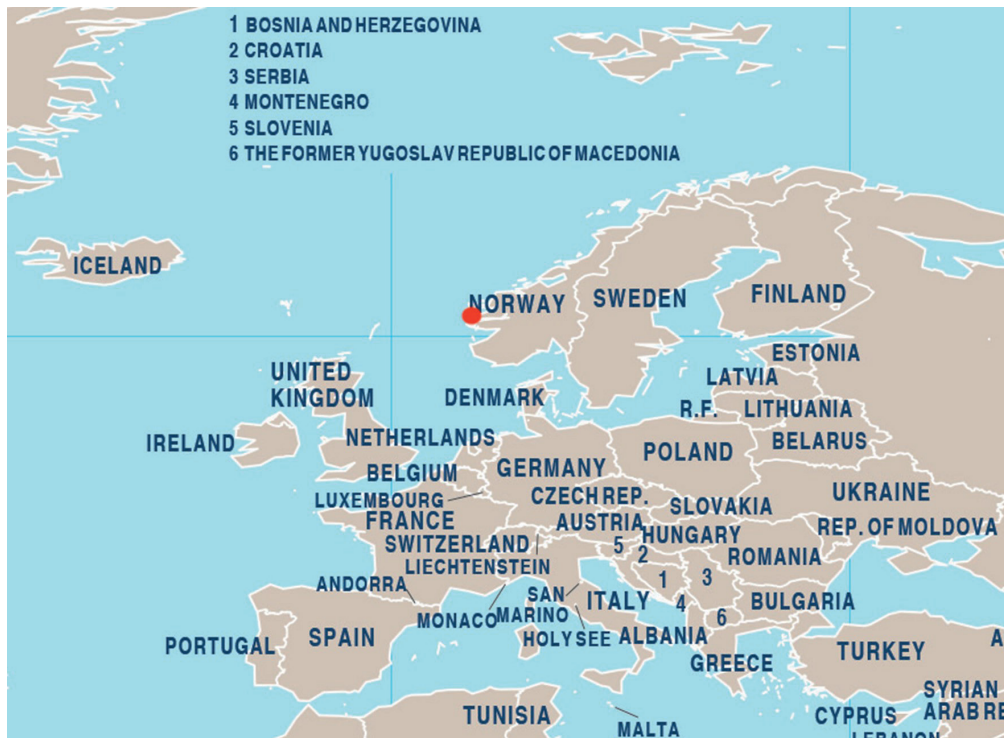 1 BOSNIA AND HERZEGOVINA
2 CROATIA
3 SERBIA
4 MONTENEGRO
5 SLOVENIA
6 THE FORMER YUGOSLAV REPUBLIC OF MACEDONIA
ICELAND
NORWAY
SWEDEN
FINLAND
ESTONIA
UNITED
KINGDOM
LATVIA
DENMARK
R.F.
LITHUANIA
IRELAND
NETHERLANDS
BELARUS
POLAND
BELGIUM
GERMANY
LUXEMBOURG
CZECH REP.
UKRAINE
SLOVAKIA
FRANCE
AUSTRIA
HUNGARY
REP. OF MOLDOVA
SWITZERLAND
5
2
ROMANIA
LIECHTENSTEIN
ANDORRA
1
3
SAN
MARINO
ITALY
4
BULGARIA
MONACO
6
HOLY SEE
ALBANIA
PORTUGAL
SPAIN
GREECE
TURKEY
A
SYRIAN
ARAB RE
TUNISIA
CYPRUS
MALTA
LEBANON